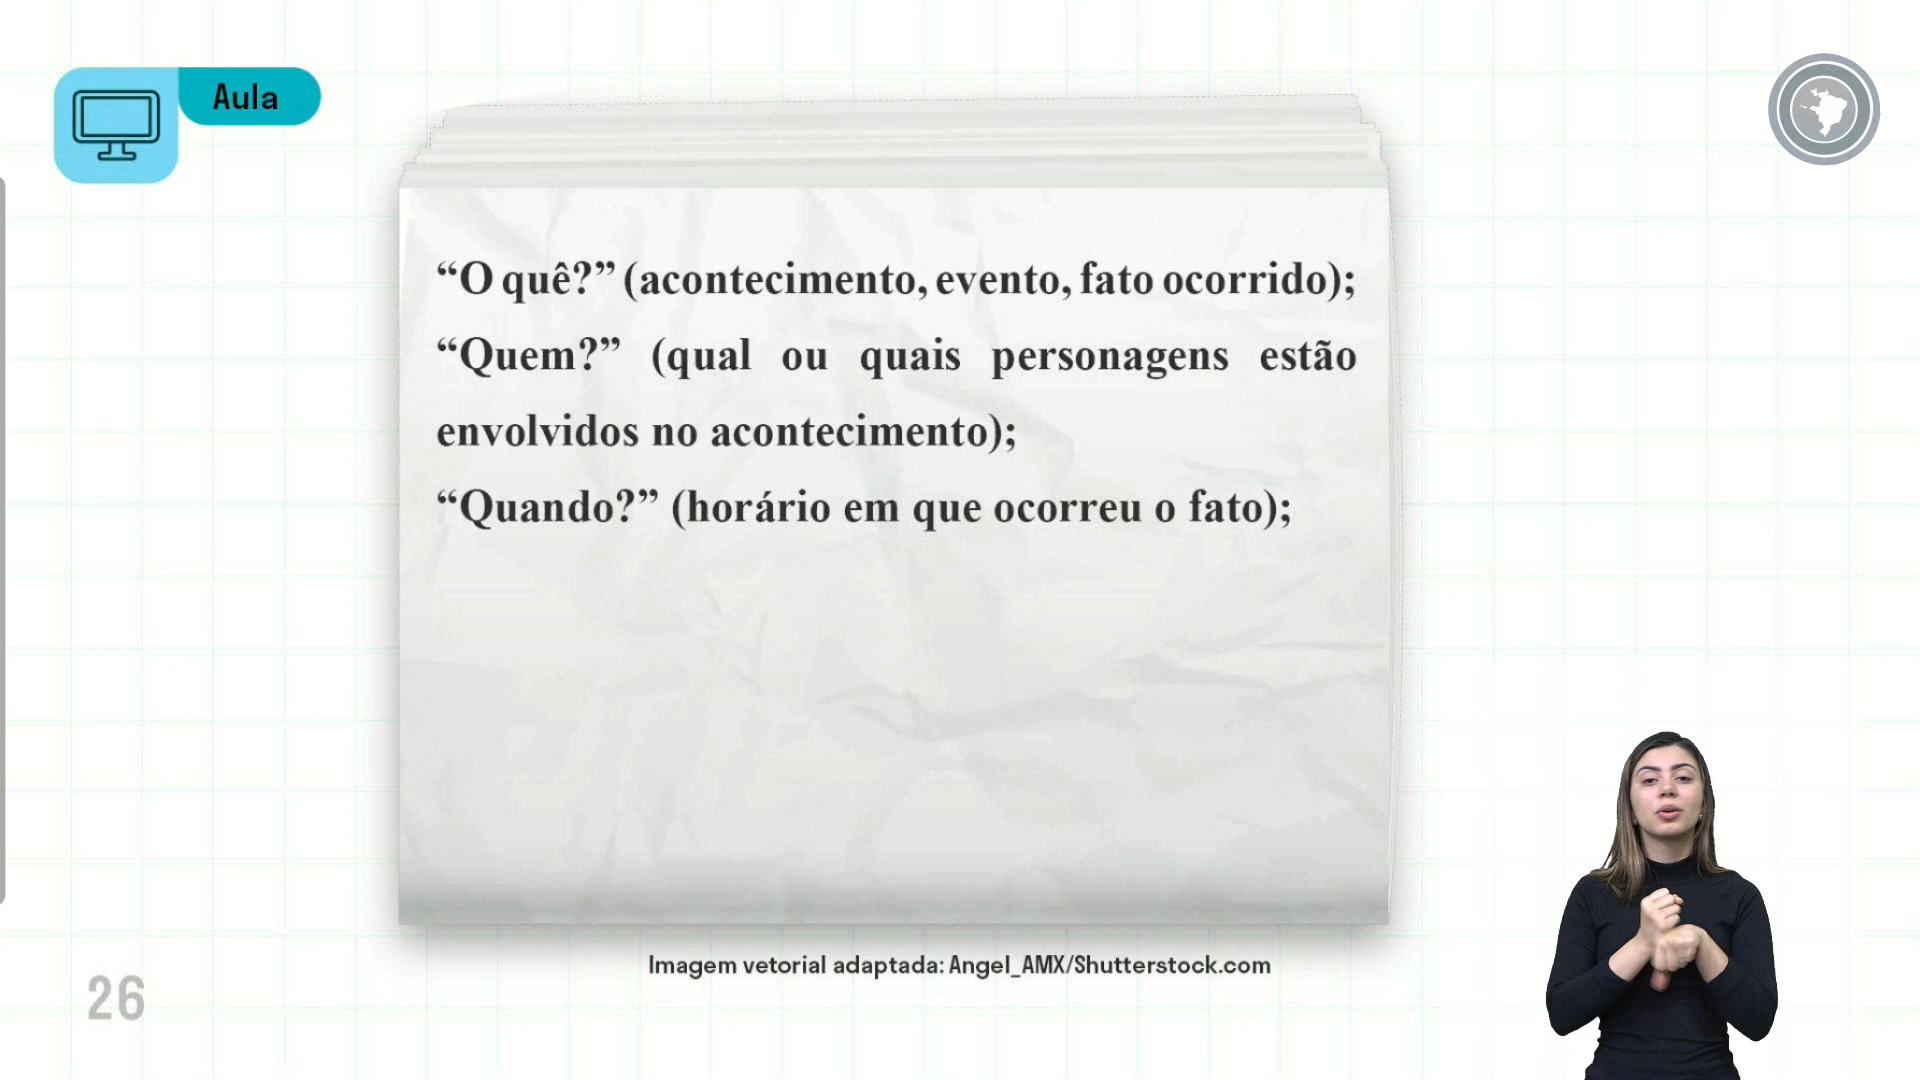 Aula
“O quê?” (acontecimento, evento, fato ocorrido);
“Quem?” (qual ou quais personagens estão
envolvidos no acontecimento);
“Quando?” (horário em que ocorreu o fato);
Imagem vetorial adaptada: Angel_AMX/Shutterstock.com
26